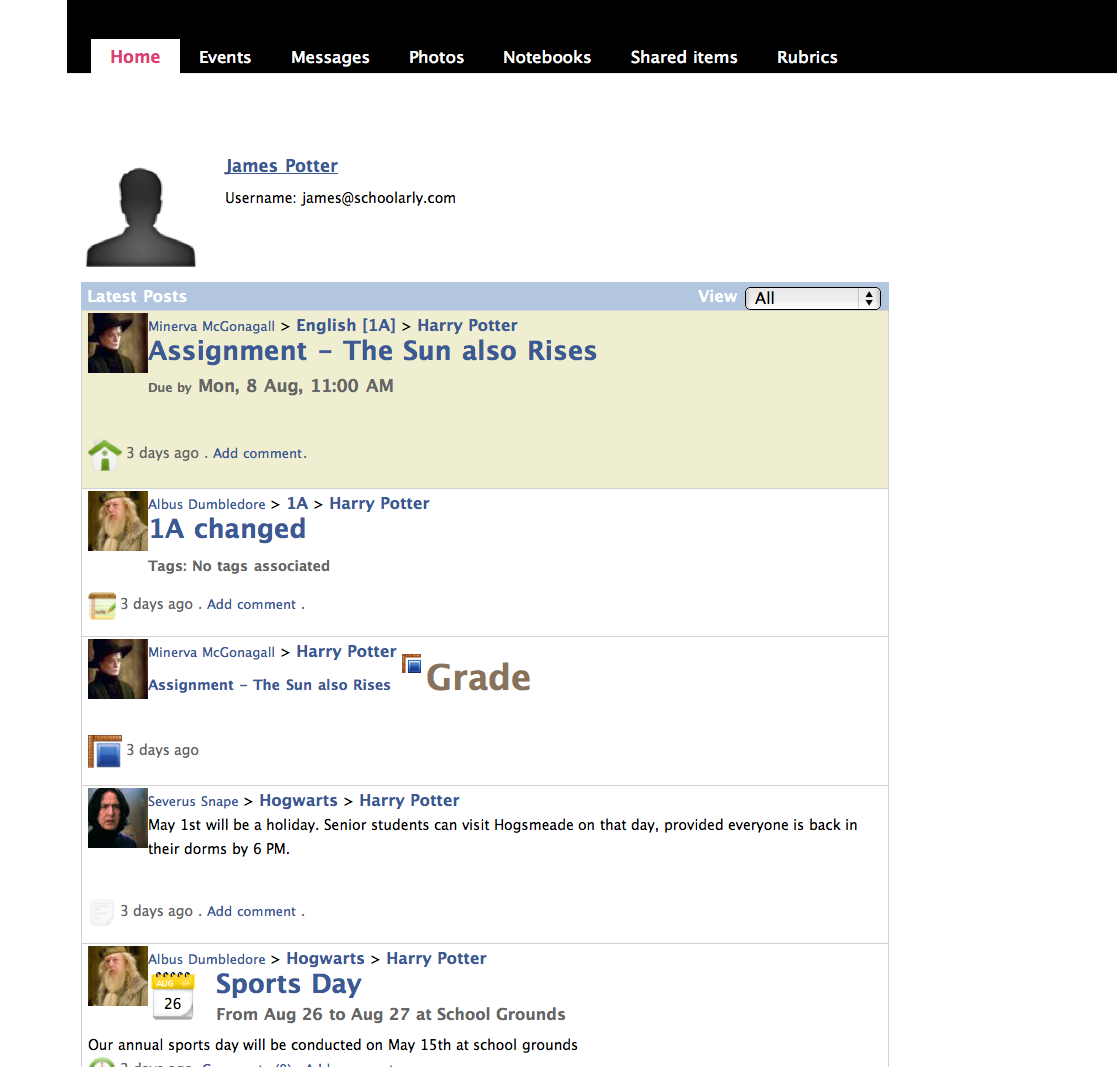 Home Events Messages Photos Notebooks Shared items Rubrics
James Potter
Username: james@schoolarly.com
Latest Posts View All
Minerva McGonagall > English [1A] > Harry Potter
Assignment - The Sun also Rises
Due by Mon, 8 Aug, 11:00 AM
3 days ago . Add comment.
Albus Dumbledore > 1A > Harry Potter
1A changed
Tags: No tags associated
3 days ago . Add comment .
Minerva McGonagall > Harry Potter
Assignment - The Sun also Rises Grade
3 days ago
Severus Snape > Hogwarts > Harry Potter
May 1st will be a holiday. Senior students can visit Hogsmeade on that day, provided everyone is back in
their dorms by 6 PM.
3 days ago . Add comment .
Albus Dumbledore > Hogwarts > Harry Potter
AUG
26
Sports Day
From Aug 26 to Aug 27 at School Grounds
Our annual sports day will be conducted on May 15th at school grounds
3 days ago . Comments (0) . Add comment